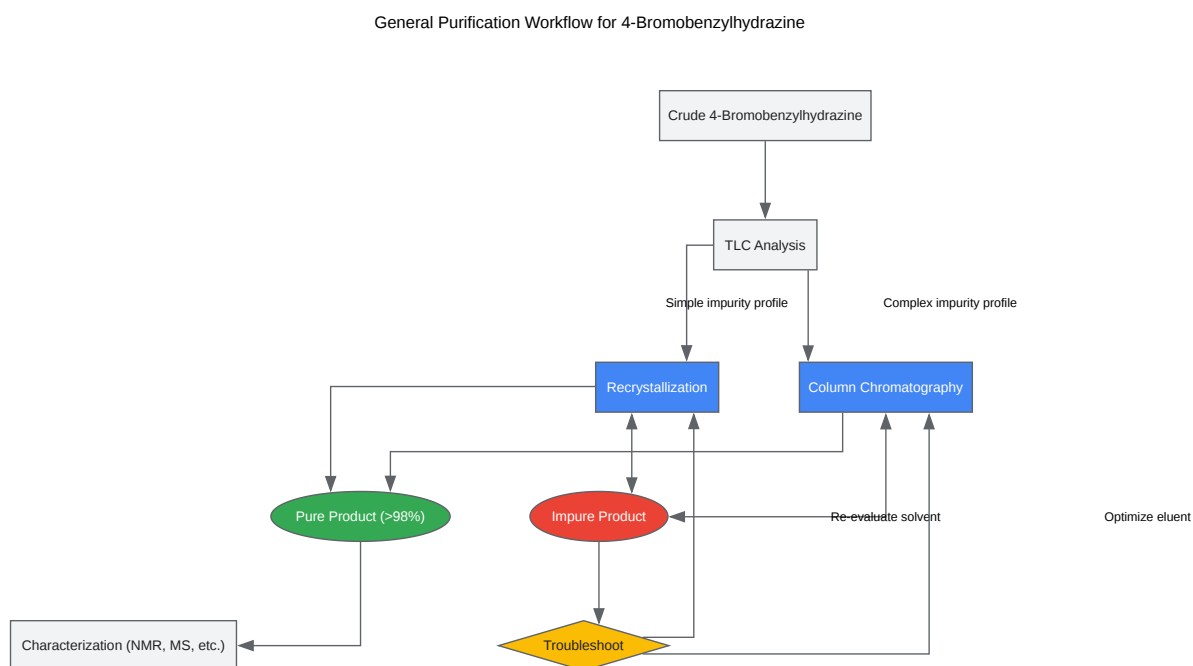 General Purification Workflow for 4-Bromobenzylhydrazine
Crude 4-Bromobenzylhydrazine
TLC Analysis
Simple impurity profile
Complex impurity profile
Recrystallization
Column Chromatography
Pure Product (>98%)
Impure Product
Re-evaluate solvent
Optimize eluent
Characterization (NMR, MS, etc.)
Troubleshoot